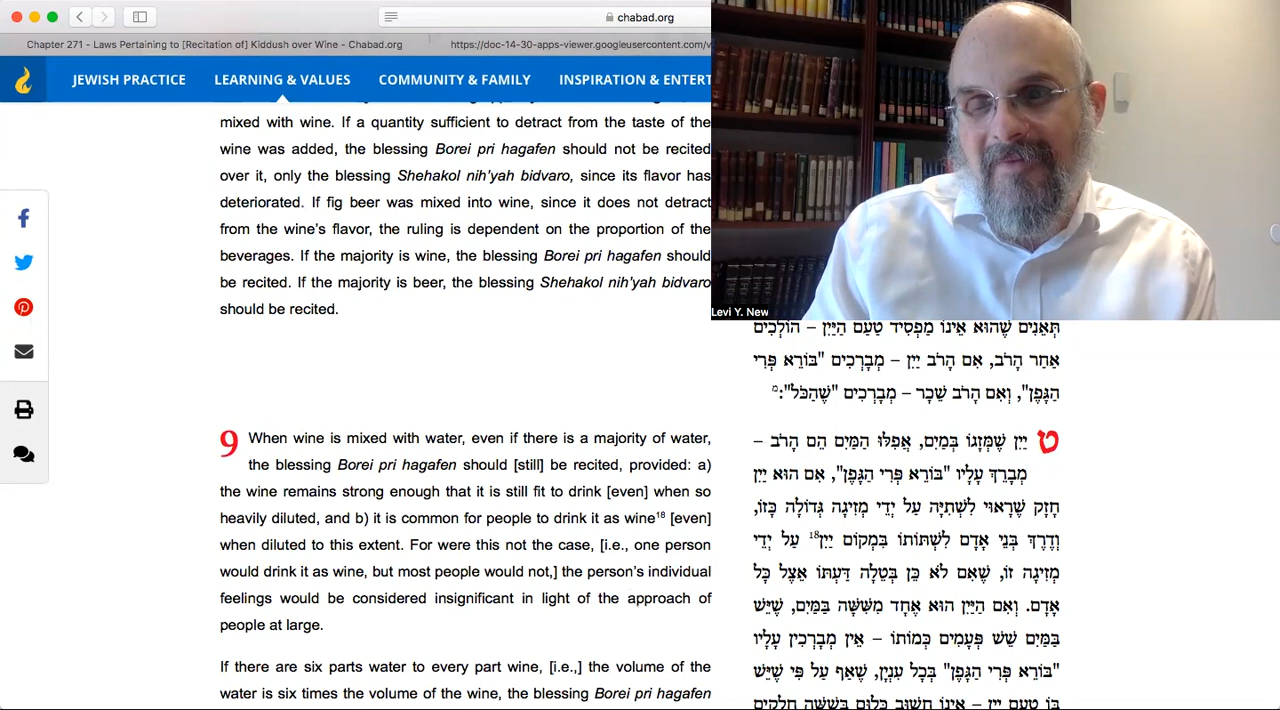 chabad.org
Chapter 271 - Laws Pertaining to [Recitation of] Kiddush over Wine - Chabad.org
https://doc-14-30-apps-viewer.googleusercontent.com/v
JEWISH PRACTICE
LEARNING & VALUES
COMMUNITY & FAMILY
INSPIRATION & ENTERT
mixed with wine. If a quantity sufficient to detract from the taste of the
wine was added, the blessing Borei pri hagafen should not be recited
over it, only the blessing Shehakol nih’yah bidvaro, since its flavor has
deteriorated. If fig beer was mixed into wine, since it does not detract
from the wine’s flavor, the ruling is dependent on the proportion of the
beverages. If the majority is wine, the blessing Borei pri hagafen should
be recited. If the majority is beer, the blessing Shehakol nih’yah bidvaro
should be recited.
Levi Y. New
תְּאֵנִים שֶׁהוּא אֵינוֹ מַפְסִיד טַעַם הַיַּיִן – הוֹלְכִים
אַחַר הָרֹב, אִם הָרֹב יַיִן – מְבָרְכִים "בּוֹרֵא פְּרִי
הַגָּפֶן", וְאִם הָרֹב שֵׁכָר – מְבָרְכִים "שֶׁהַכֹּל":מ
9 When wine is mixed with water, even if there is a majority of water,
the blessing Borei pri hagafen should [still] be recited, provided: a)
the wine remains strong enough that it is still fit to drink [even] when so
heavily diluted, and b) it is common for people to drink it as wine18 [even]
when diluted to this extent. For were this not the case, [i.e., one person
would drink it as wine, but most people would not,] the person’s individual
feelings would be considered insignificant in light of the approach of
people at large.
If there are six parts water to every part wine, [i.e.,] the volume of the
water is six times the volume of the wine, the blessing Borei pri hagafen
ט יַיִן שֶׁמְּזָגוֹ בְּמַיִם, אֲפִלּוּ הַמַּיִם הֵם הָרֹב –
מְבָרֵךְ עָלָיו "בּוֹרֵא פְּרִי הַגָּפֶן", אִם הוּא יַיִן
חָזָק שֶׁרָאוּי לִשְׁתִיָּה עַל יְדֵי מְזִיגָה גְּדוֹלָה כָּזוֹ,
וְדֶרֶךְ בְּנֵי אָדָם לִשְׁתּוֹתוֹ בִּמְקוֹם יַיִן18 עַל יְדֵי
מְזִיגָה זוֹ, שֶׁאִם לֹא כֵן בְּטֵלָה דַּעְתּוֹ אֵצֶל כָּל
אָדָם. וְאִם הַיַּיִן הוּא אֶחָד מִשִּׁשָּׁה בַּמַּיִם, שֶׁיֵּשׁ
בַּמַּיִם שֵׁשׁ פְּעָמִים כְּמוֹתוֹ – אֵין מְבָרְכִין עָלָיו
"בּוֹרֵא פְּרִי הַגָּפֶן" בְּכָל עִנְיָן, שֶׁאַף עַל פִּי שֶׁיֵּשׁ
בּוֹ טַעַם יַיִן – אֵינוֹ חָשׁוּב כְּלוּם בְּשִׁשָּׁה חֲלָקִים